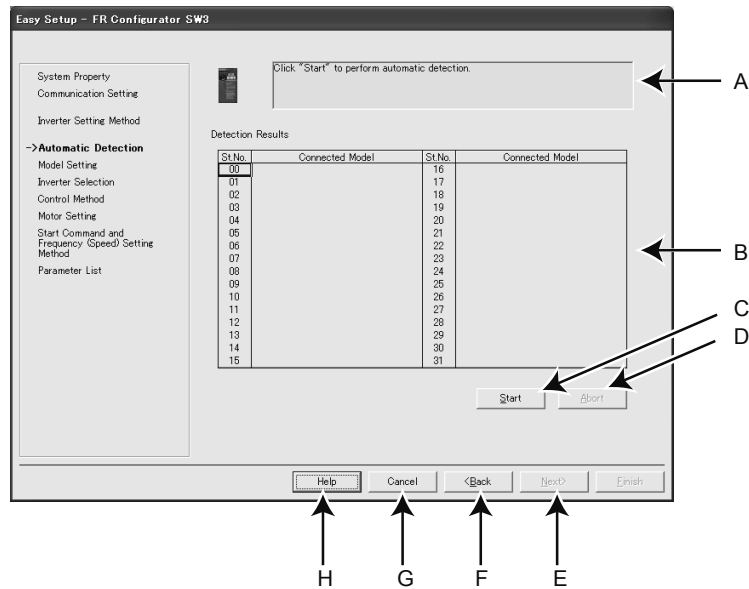 Easy Setup - FR Configurator SW3
Click "Start" to perform automatic detection.
A
System Property
Communication Setting
Inverter Setting Method
->Automatic Detection
Model Setting
Inverter Selection
Control Method
Motor Setting
Start Command and
Frequency (Speed) Setting
Method
Parameter List
Detection Results
St.No. Connected Model St.No. Connected Model
00 16
01 17
02 18
03 19
04 20
05 21
06 22
07 23
08 24
09 25
10 26
11 27
12 28
13 29
14 30
15 31
B
C
D
Start Abort
Help Cancel <Back Next> Finish
H G F E